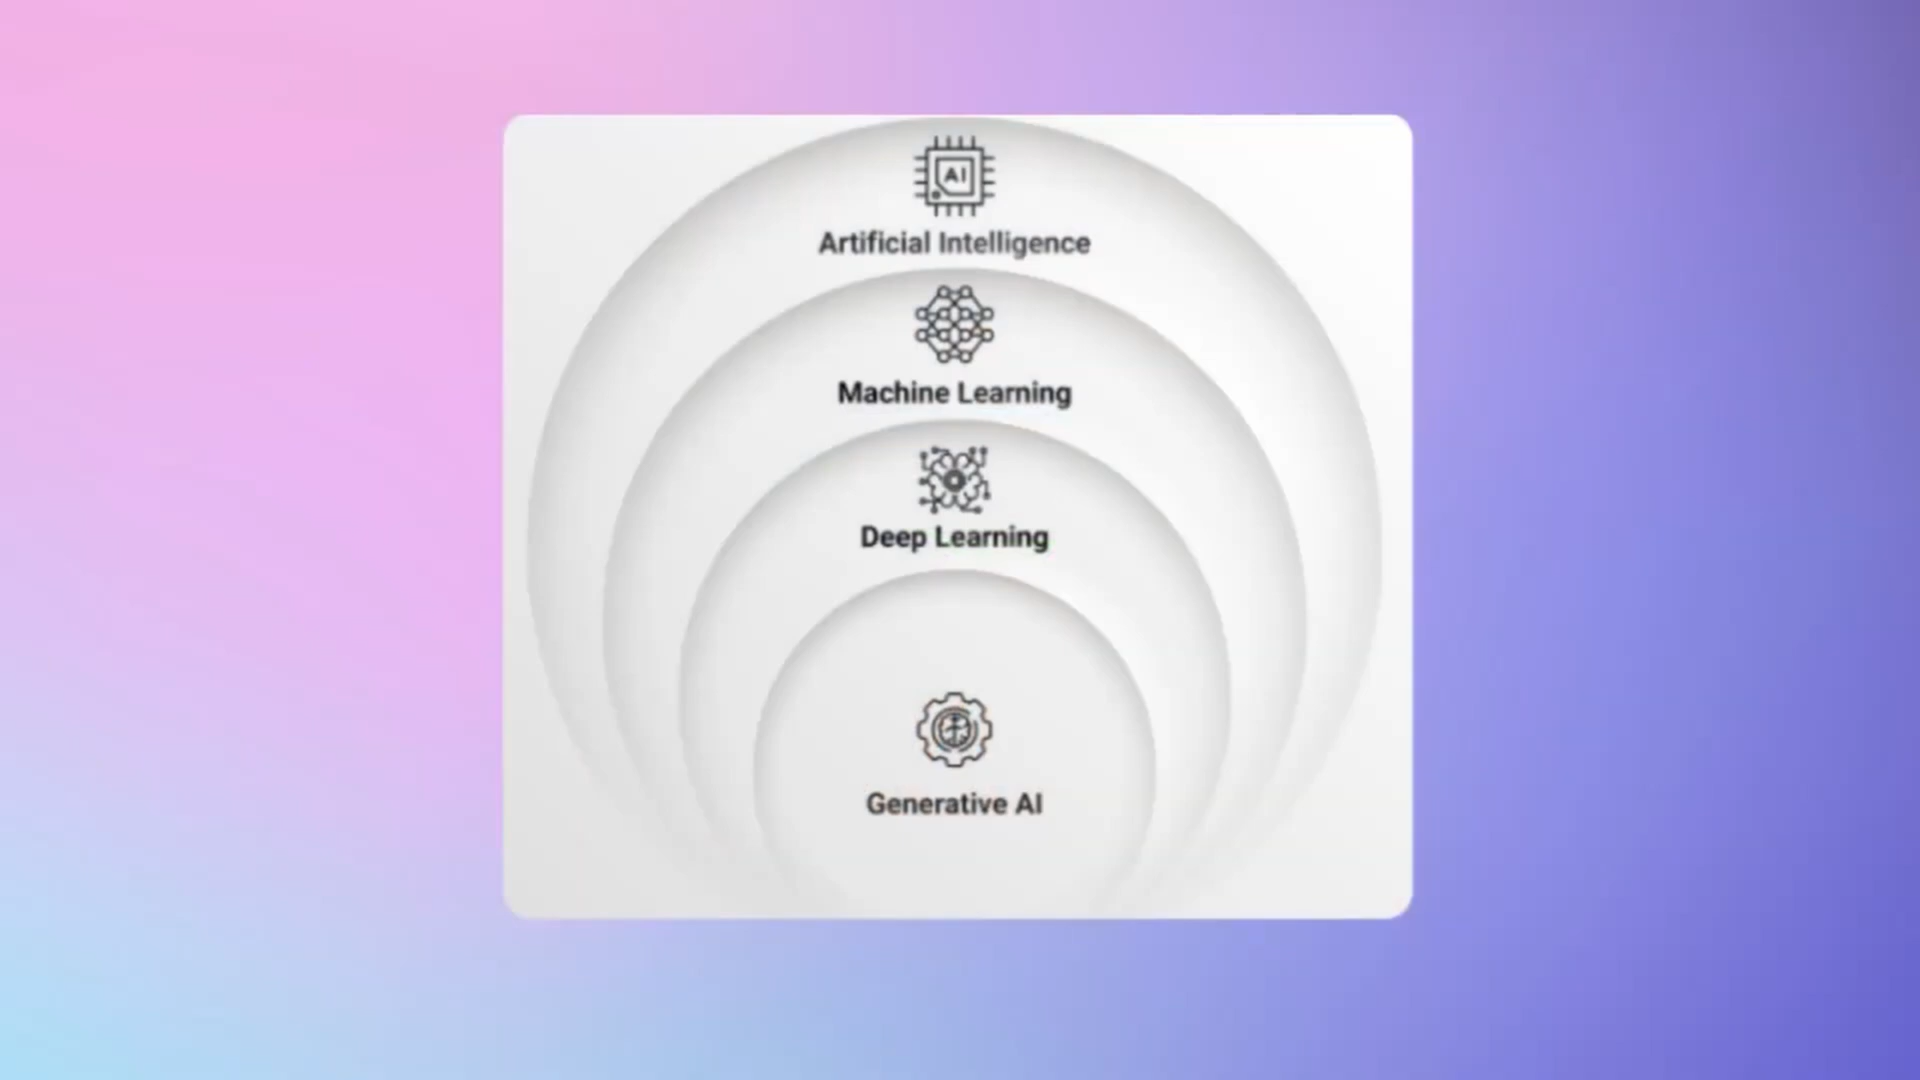 AI
Artificial Intelligence
Machine Learning
Deep Learning
Generative AI